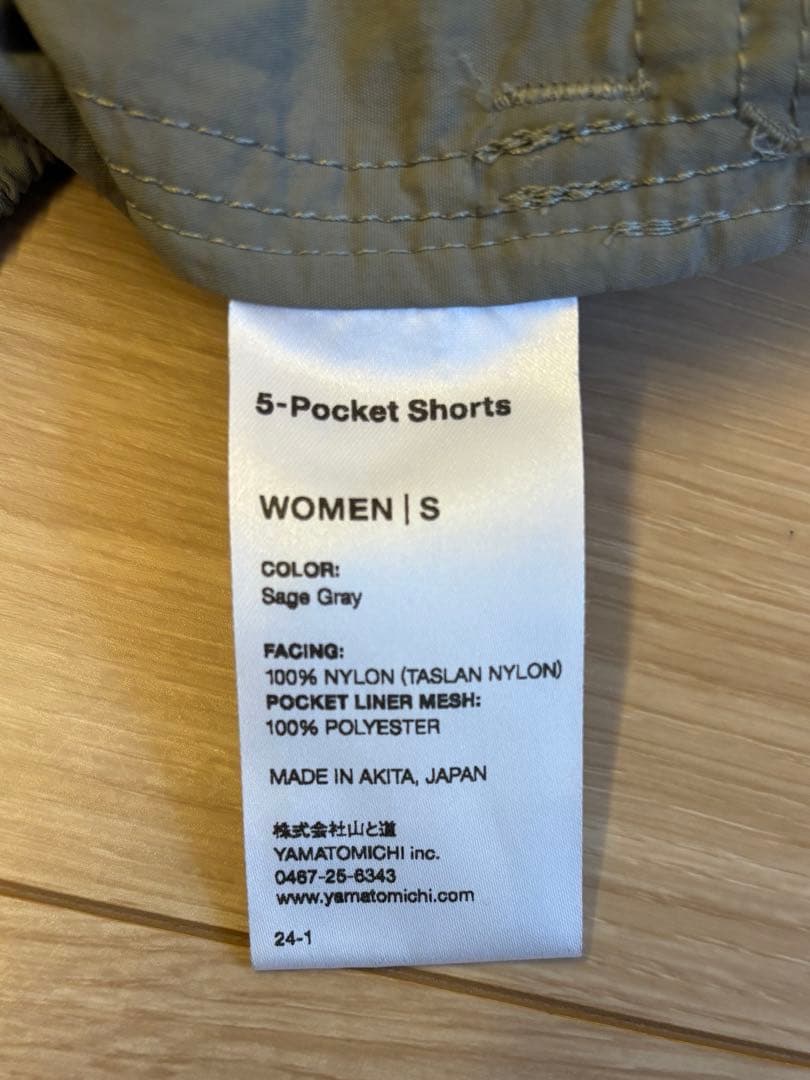 5-Pocket Shorts
WOMEN | S
COLOR:
Sage Gray
FACING:
100% NYLON (TASLAN NYLON)
POCKET LINER MESH:
100% POLYESTER
MADE IN AKITA, JAPAN
株式会社山と道
YAMATOMICHI inc.
0467-25-6343
www.yamatomichi.com
24-1